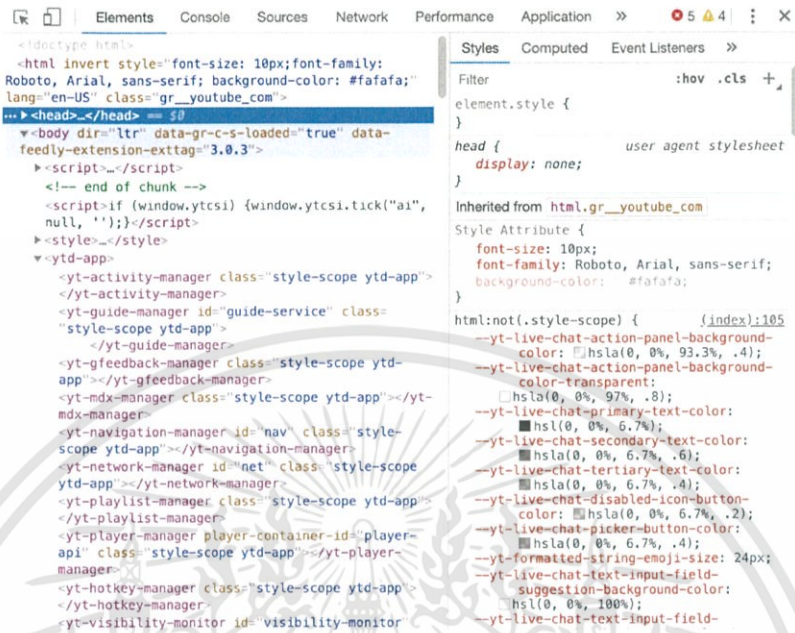 Elements Console Sources Network Performance Application » 5 4
<!doctype html>
<html invert style="font-size: 10px;font-family:
Roboto, Arial, sans-serif; background-color: #fafafa;"
lang="en-US" class="gr__youtube_com">
… ▶<head>…</head> == $0
▼<body dir="ltr" data-gr-c-s-loaded="true" data-
feedly-extension-exttag="3.0.3">
▶<script>…</script>
<!-- end of chunk -->
<script>if (window.ytcsi) {window.ytcsi.tick("ai",
null, '');}</script>
▶<style>…</style>
▼<ytd-app>
<yt-activity-manager class="style-scope ytd-app">
</yt-activity-manager>
<yt-guide-manager id="guide-service" class=
"style-scope ytd-app">
</yt-guide-manager>
<yt-gfeedback-manager class="style-scope ytd-
app"></yt-gfeedback-manager>
<yt-mdx-manager class="style-scope ytd-app"></yt-
mdx-manager>
<yt-navigation-manager id="nav" class="style-
scope ytd-app"></yt-navigation-manager>
<yt-network-manager id="net" class="style-scope
ytd-app"></yt-network-manager>
<yt-playlist-manager class="style-scope ytd-app">
</yt-playlist-manager>
<yt-player-manager player-container-id="player-
api" class="style-scope ytd-app"></yt-player-
manager>
<yt-hotkey-manager class="style-scope ytd-app">
</yt-hotkey-manager>
<yt-visibility-monitor id="visibility-monitor"
Styles Computed Event Listeners »
Filter :hov .cls +
element.style {
}
head { user agent stylesheet
display: none;
}
Inherited from html.gr__youtube_com
Style Attribute {
font-size: 10px;
font-family: Roboto, Arial, sans-serif;
background-color: #fafafa;
}
html:not(.style-scope) { (index):105
--yt-live-chat-action-panel-background-
color: hsla(0, 0%, 93.3%, .4);
--yt-live-chat-action-panel-background-
color-transparent:
hsla(0, 0%, 97%, .8);
--yt-live-chat-primary-text-color:
hsl(0, 0%, 6.7%);
--yt-live-chat-secondary-text-color:
hsla(0, 0%, 6.7%, .6);
--yt-live-chat-tertiary-text-color:
hsla(0, 0%, 6.7%, .4);
--yt-live-chat-disabled-icon-button-
color: hsla(0, 0%, 6.7%, .2);
--yt-live-chat-picker-button-color:
hsla(0, 0%, 6.7%, .4);
--yt-formatted-string-emoji-size: 24px;
--yt-live-chat-text-input-field-
suggestion-background-color:
hsl(0, 0%, 100%);
--yt-live-chat-text-input-field-